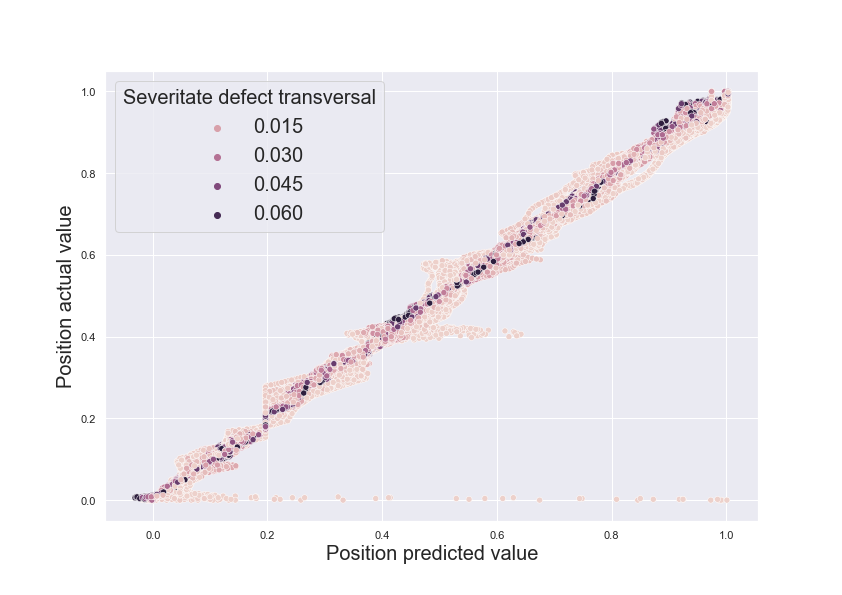 Severitate defect transversal
0.015
0.030
0.045
0.060
1.0
0.8
0.6
0.4
0.2
0.0
Position actual value
0.0 0.2 0.4 0.6 0.8 1.0
Position predicted value